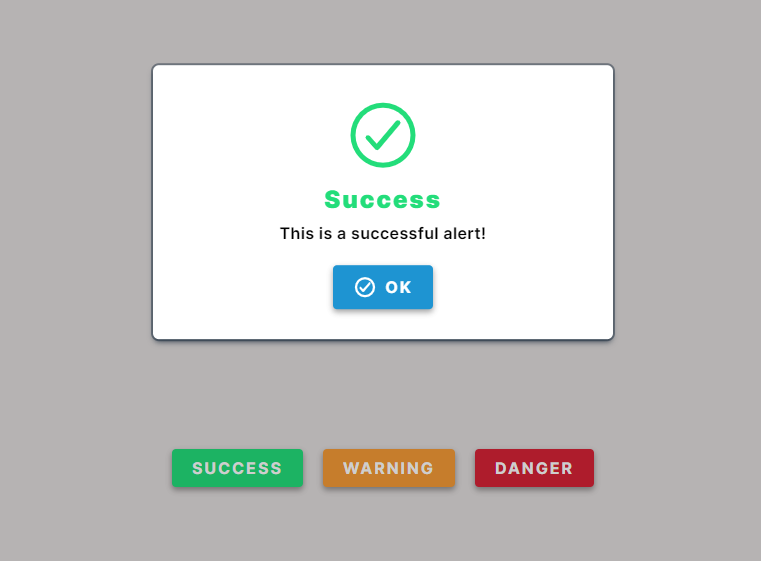 Success
This is a successful alert!
OK
SUCCESS
WARNING
DANGER